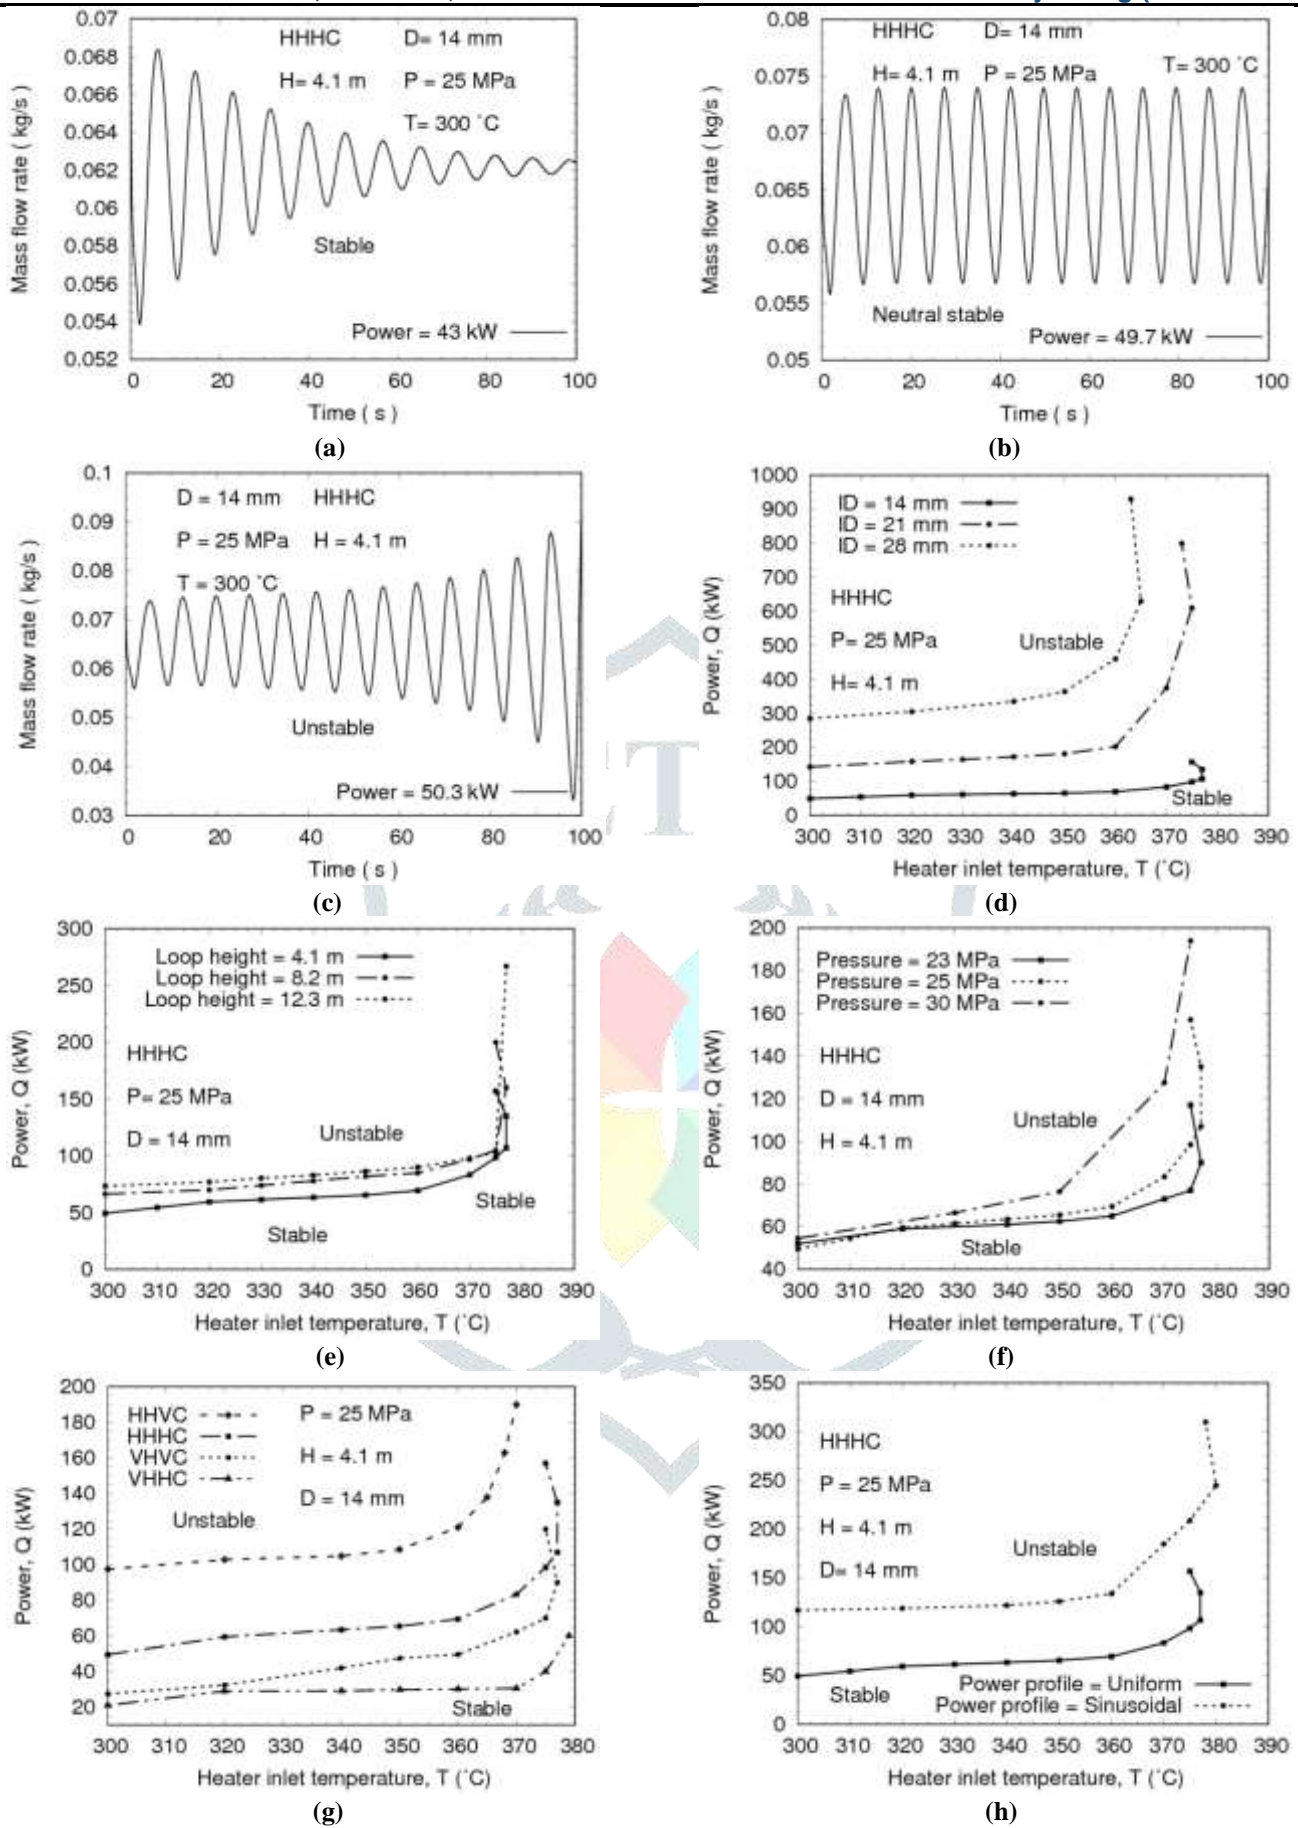 0.07
0.068
0.066
0.064
0.062
0.06
0.058
0.056
0.054
0.052
Mass flow rate ( kg/s )
HHHC D= 14 mm
H= 4.1 m P = 25 MPa
T= 300 ˚C
Stable
Power = 43 kW
0 20 40 60 80 100
Time ( s )
(a)
0.08
0.075
0.07
0.065
0.06
0.055
0.05
Mass flow rate ( kg/s )
HHHC D= 14 mm
H= 4.1 m P = 25 MPa T= 300 ˚C
Neutral stable
Power = 49.7 kW
0 20 40 60 80 100
Time ( s )
(b)
0.1
0.09
0.08
0.07
0.06
0.05
0.04
0.03
Mass flow rate ( kg/s )
D = 14 mm HHHC
P = 25 MPa H = 4.1 m
T = 300 ˚C
Unstable
Power = 50.3 kW
0 20 40 60 80 100
Time ( s )
(c)
1000
900
800
700
600
500
400
300
200
100
0
Power, Q (kW)
ID = 14 mm
ID = 21 mm
ID = 28 mm
HHHC
P= 25 MPa
H= 4.1 m
Unstable
Stable
300 310 320 330 340 350 360 370 380 390
Heater inlet temperature, T (˚C)
(d)
300
250
200
150
100
50
0
Power, Q (kW)
Loop height = 4.1 m
Loop height = 8.2 m
Loop height = 12.3 m
HHHC
P= 25 MPa
D = 14 mm
Unstable
Stable
Stable
300 310 320 330 340 350 360 370 380 390
Heater inlet temperature, T (˚C)
(e)
200
180
160
140
120
100
80
60
40
Power, Q (kW)
Pressure = 23 MPa
Pressure = 25 MPa
Pressure = 30 MPa
HHHC
D = 14 mm
H = 4.1 m
Unstable
Stable
300 310 320 330 340 350 360 370 380 390
Heater inlet temperature, T (˚C)
(f)
200
180
160
140
120
100
80
60
40
20
Power, Q (kW)
HHVC P = 25 MPa
HHHC
VHVC H = 4.1 m
VHHC
D = 14 mm
Unstable
Stable
300 310 320 330 340 350 360 370 380
Heater inlet temperature, T (˚C)
(g)
350
300
250
200
150
100
50
0
Power, Q (kW)
HHHC
P = 25 MPa
H = 4.1 m
D= 14 mm
Unstable
Stable
Power profile = Uniform
Power profile = Sinusoidal
300 310 320 330 340 350 360 370 380 390
Heater inlet temperature, T (˚C)
(h)